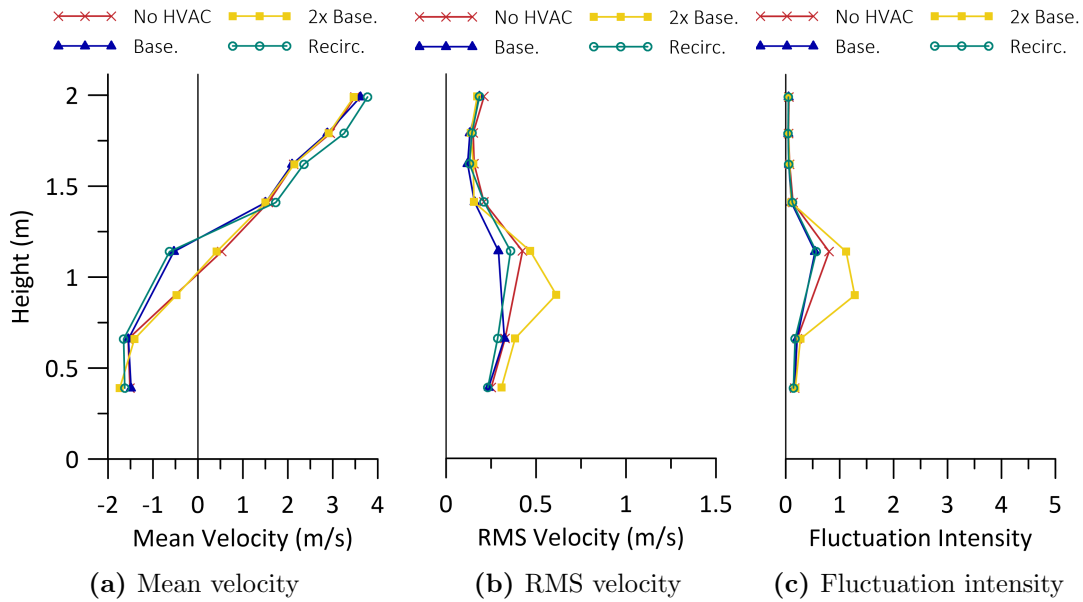 No HVAC 2x Base. No HVAC 2x Base. No HVAC 2x Base.
Base. Recirc. Base. Recirc. Base. Recirc.
2
1.5
1
0.5
0
Height (m)
-2 -1 0 1 2 3 4 0 0.5 1 1.5 0 1 2 3 4 5
Mean Velocity (m/s) RMS Velocity (m/s) Fluctuation Intensity
(a) Mean velocity (b) RMS velocity (c) Fluctuation intensity